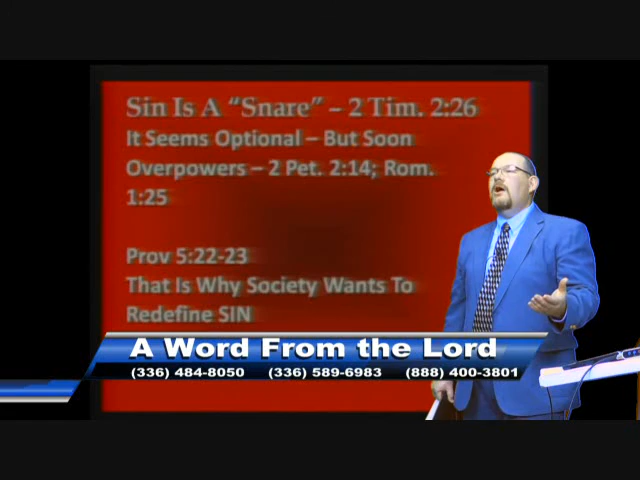 Sin Is A “Snare” – 2 Tim. 2:26
It Seems Optional – But Soon
Overpowers – 2 Pet. 2:14; Rom.
1:25
Prov 5:22-23
That Is Why Society Wants To
Redefine SIN
A Word From the Lord
(336) 484-8050 (336) 589-6983 (888) 400-3801